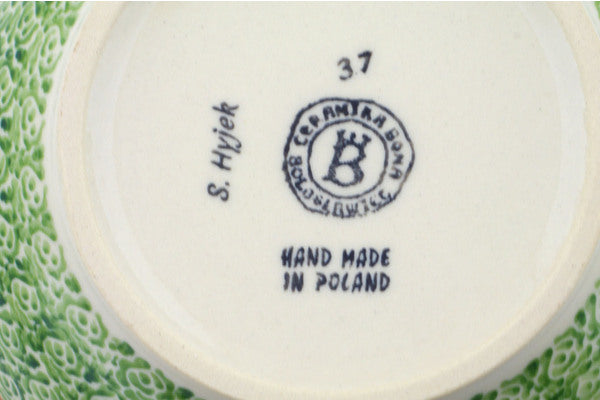 37
S. Hyjek
CERAMIKA BONA
BOLESŁAWIEC
B
HAND MADE
IN POLAND